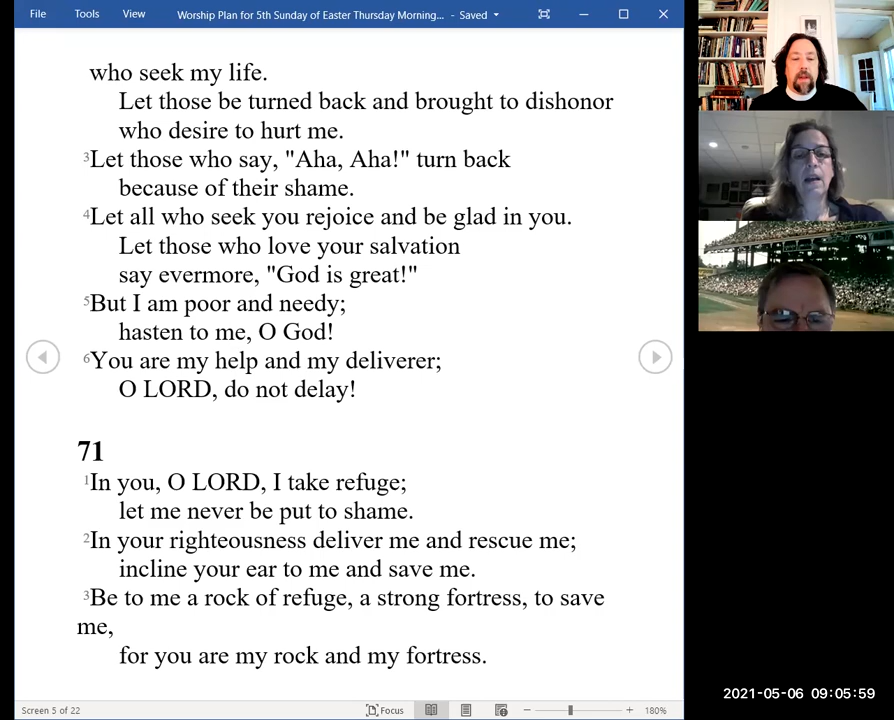 File Tools View Worship Plan for 5th Sunday of Easter Thursday Morning... - Saved
who seek my life.
Let those be turned back and brought to dishonor
who desire to hurt me.
3Let those who say, "Aha, Aha!" turn back
because of their shame.
4Let all who seek you rejoice and be glad in you.
Let those who love your salvation
say evermore, "God is great!"
5But I am poor and needy;
hasten to me, O God!
6You are my help and my deliverer;
O LORD, do not delay!
71
1In you, O LORD, I take refuge;
let me never be put to shame.
2In your righteousness deliver me and rescue me;
incline your ear to me and save me.
3Be to me a rock of refuge, a strong fortress, to save
me,
for you are my rock and my fortress.
2021-05-06 09:05:59
Screen 5 of 22 Focus 180%